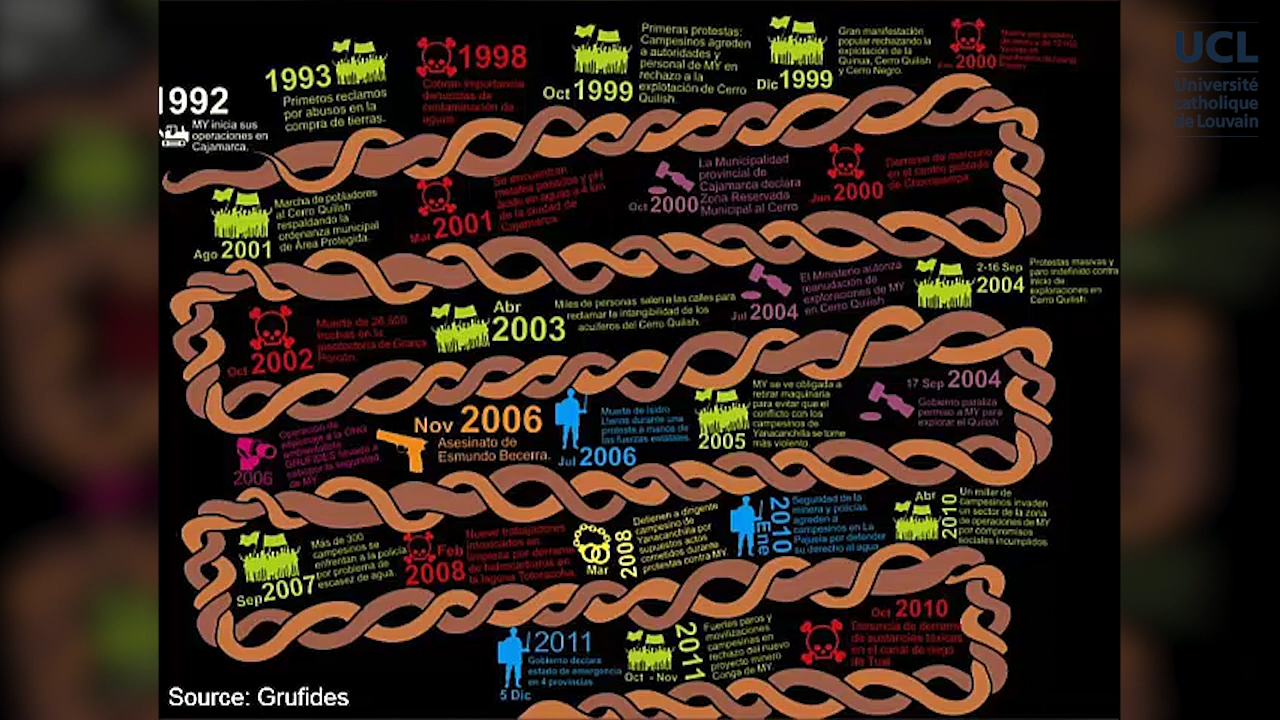 1992
MY inicia sus
operaciones en
Cajamarca.
1993
Primeros reclamos
por abusos en la
compra de tierras.
1998
Cobran importancia
denuncias de
contaminación de
aguas.
Oct 1999
Primeras protestas:
Campesinos agreden
a autoridades y
personal de MY en
rechazo a la
explotación de Cerro
Quilish.
Dic 1999
Gran manifestación
popular rechazando la
explotación de la
Quinua, Cerro Quilish
y Cerro Negro.
2000
UCL
Université
catholique
de Louvain
Jun 2000
Derrame de mercurio
en el centro poblado
de Choropampa.
Oct 2000
La Municipalidad
provincial de
Cajamarca declara
Zona Reservada
Municipal al Cerro
Mar 2001
Se encuentran
metales pesados y pH
ácido en aguas a 4 km
de la ciudad de
Cajamarca.
Ago 2001
Marcha de pobladores
al Cerro Quilish
respaldando la
ordenanza municipal
de Área Protegida.
Oct 2002
Muerte de
truchas en la
piscifactoría de Granja
Porcón.
Abr
2003
Miles de personas salen a las calles para
reclamar la intangibilidad de los
acuíferos del Cerro Quilish.
Jul 2004
El Ministerio autoriza
reanudación de
exploraciones de MY
en Cerro Quilish
2-16 Sep
2004
Protestas masivas y
paro indefinido contra
inicio de
exploraciones en
Cerro Quilish.
17 Sep 2004
Gobierno paraliza
permiso a MY para
explorar el Quilish
2005
MY se ve obligada a
retirar maquinaria
para evitar que el
conflicto con los
campesinos de
Yanacanchilla se torne
más violento.
Jul 2006
Muerte de Isidro
Llanos durante una
protesta a manos de
las fuerzas estatales.
Nov 2006
Asesinato de
Esmundo Becerra.
2006
Operación de
espionaje a la ONG
ambientalista
GRUFIDES
de MY
Sep 2007
Más de 300
campesinos se
enfrentan a la policía
por problema de
escasez de agua.
Feb
2008
Nueve trabajadores
intoxicados en
limpieza por derrame
de hidrocarburos en
la laguna Totoracocha.
Mar
2008
Detienen a dirigente
campesino de
Yanacanchilla por
supuestos actos
cometidos durante
protestas contra MY.
Ene
2010
Seguridad de la
minera y policías
agreden a
campesinos en La
Pajuela por defender
su derecho al agua
Abr
2010
Un millar de
campesinos invaden
un sector de la zona
de operaciones de MY
por compromisos
sociales incumplidos
Oct 2010
Denuncia de derrame
de sustancias tóxicas
en el canal de riego
de Tual
Oct - Nov
2011
Fuertes paros y
movilizaciones
campesinas en
rechazo del nuevo
proyecto minero
Conga de MY.
5 Dic
2011
Gobierno declara
estado de emergencia
en 4 provincias
Source: Grufides